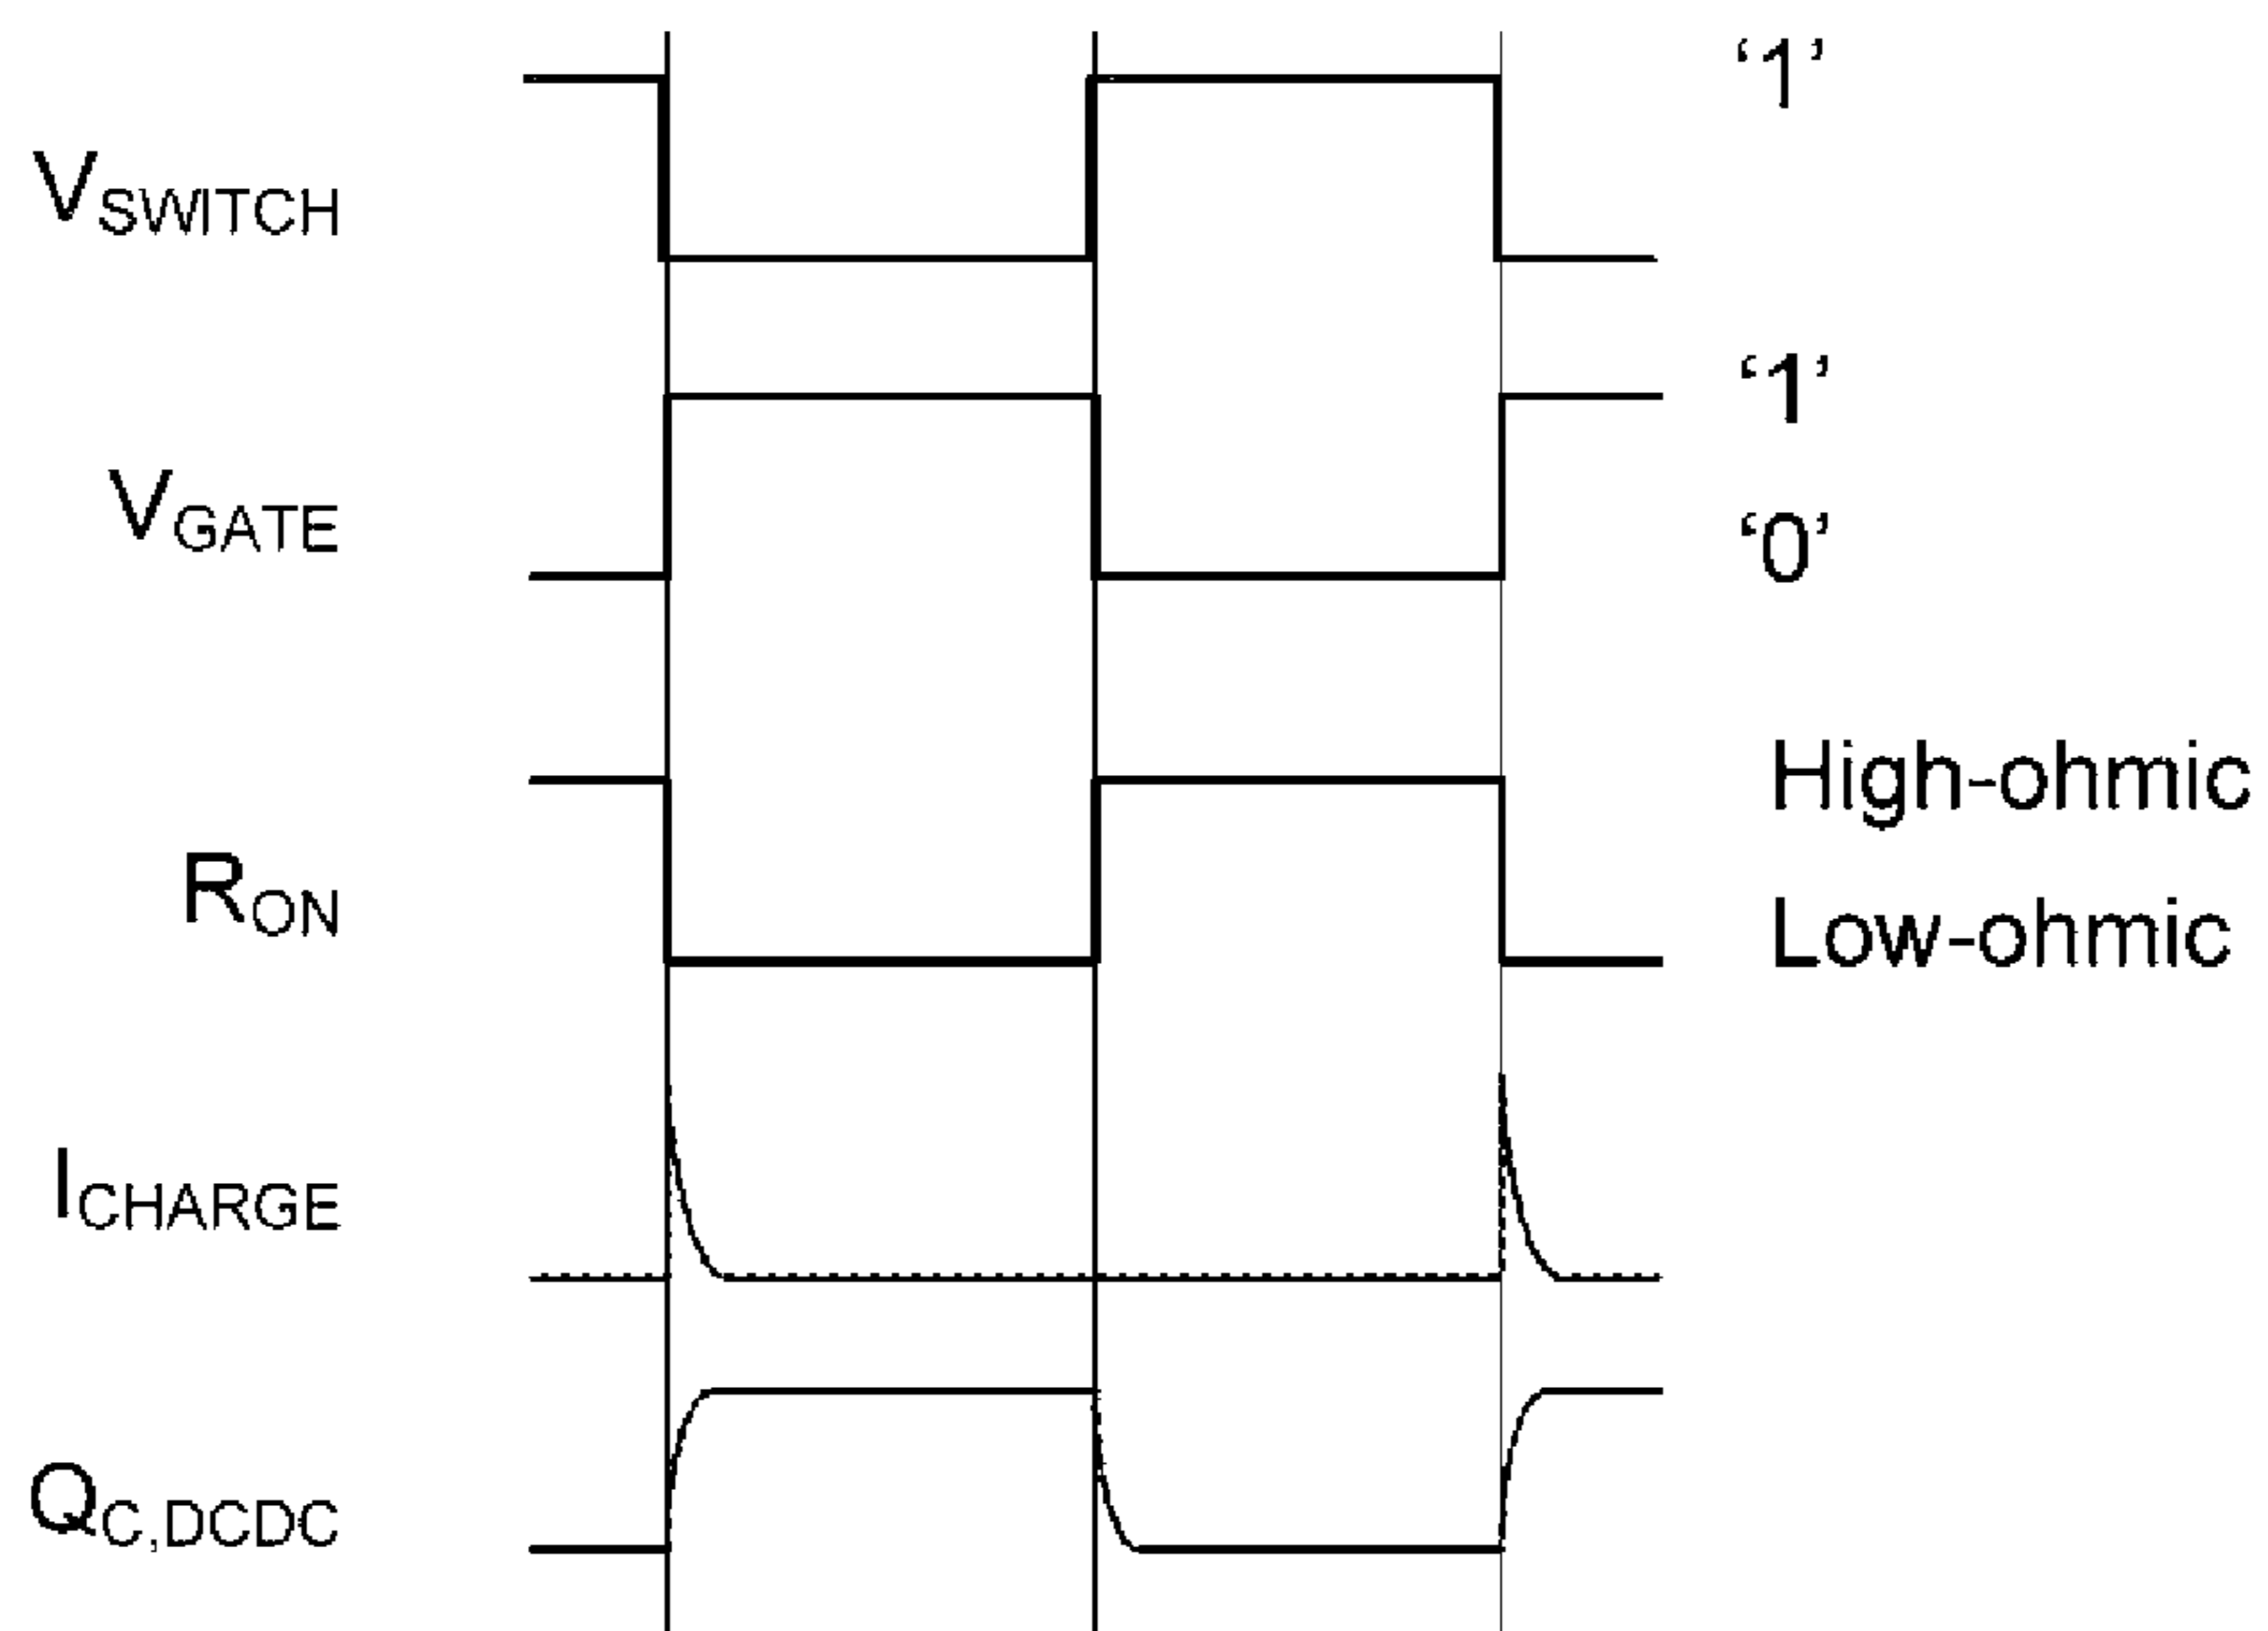 ‘1’
VSWITCH
‘1’
VGATE
‘0’
High-ohmic
RON
Low-ohmic
ICHARGE
QC,DCDC